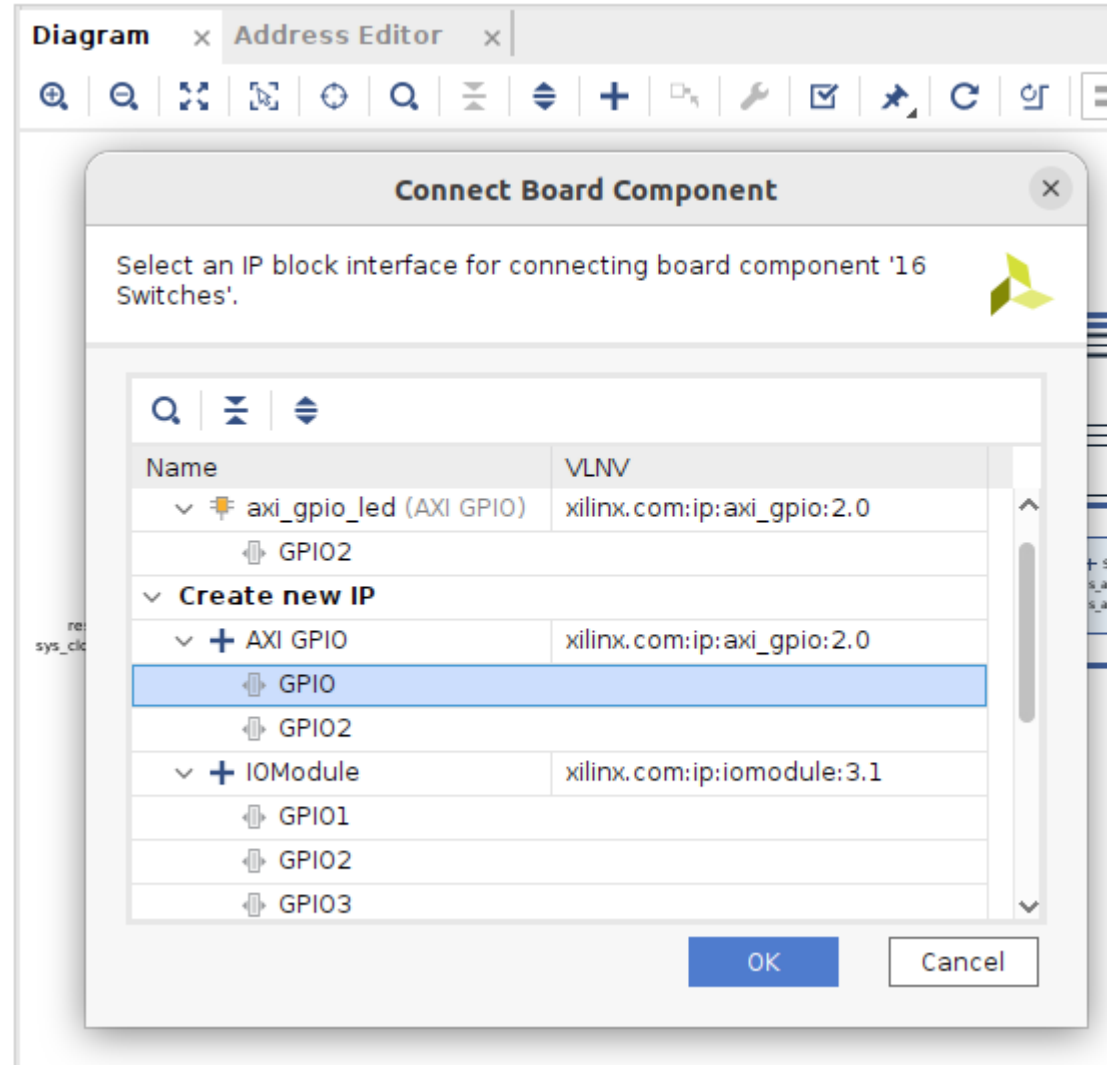 Diagram
Address Editor
Connect Board Component
Select an IP block interface for connecting board component '16
Switches'.
Name VLNV
axi_gpio_led (AXI GPIO) xilinx.com:ip:axi_gpio:2.0
GPIO2
Create new IP
AXI GPIO xilinx.com:ip:axi_gpio:2.0
GPIO
GPIO2
IOModule xilinx.com:ip:iomodule:3.1
GPIO1
GPIO2
GPIO3
OK Cancel